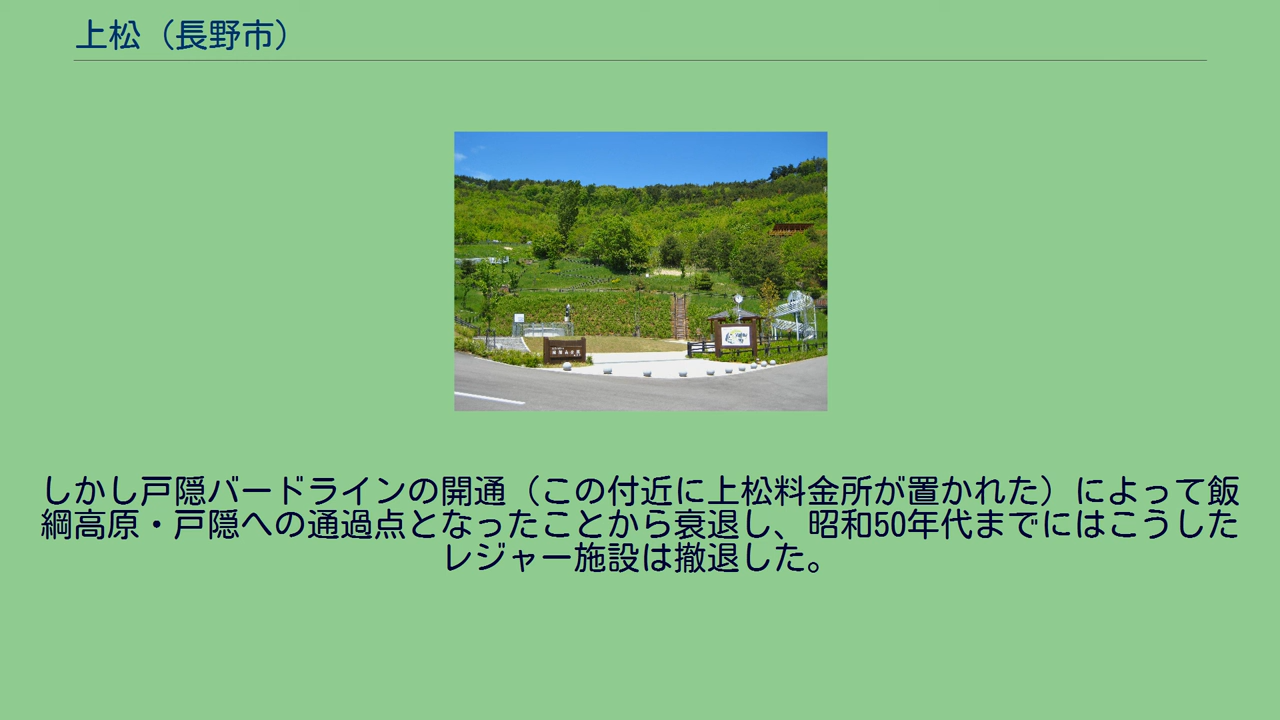 上松（長野市）
しかし戸隠バードラインの開通（この付近に上松料金所が置かれた）によって飯
綱高原・戸隠への通過点となったことから衰退し、昭和50年代までにはこうした
レジャー施設は撤退した。